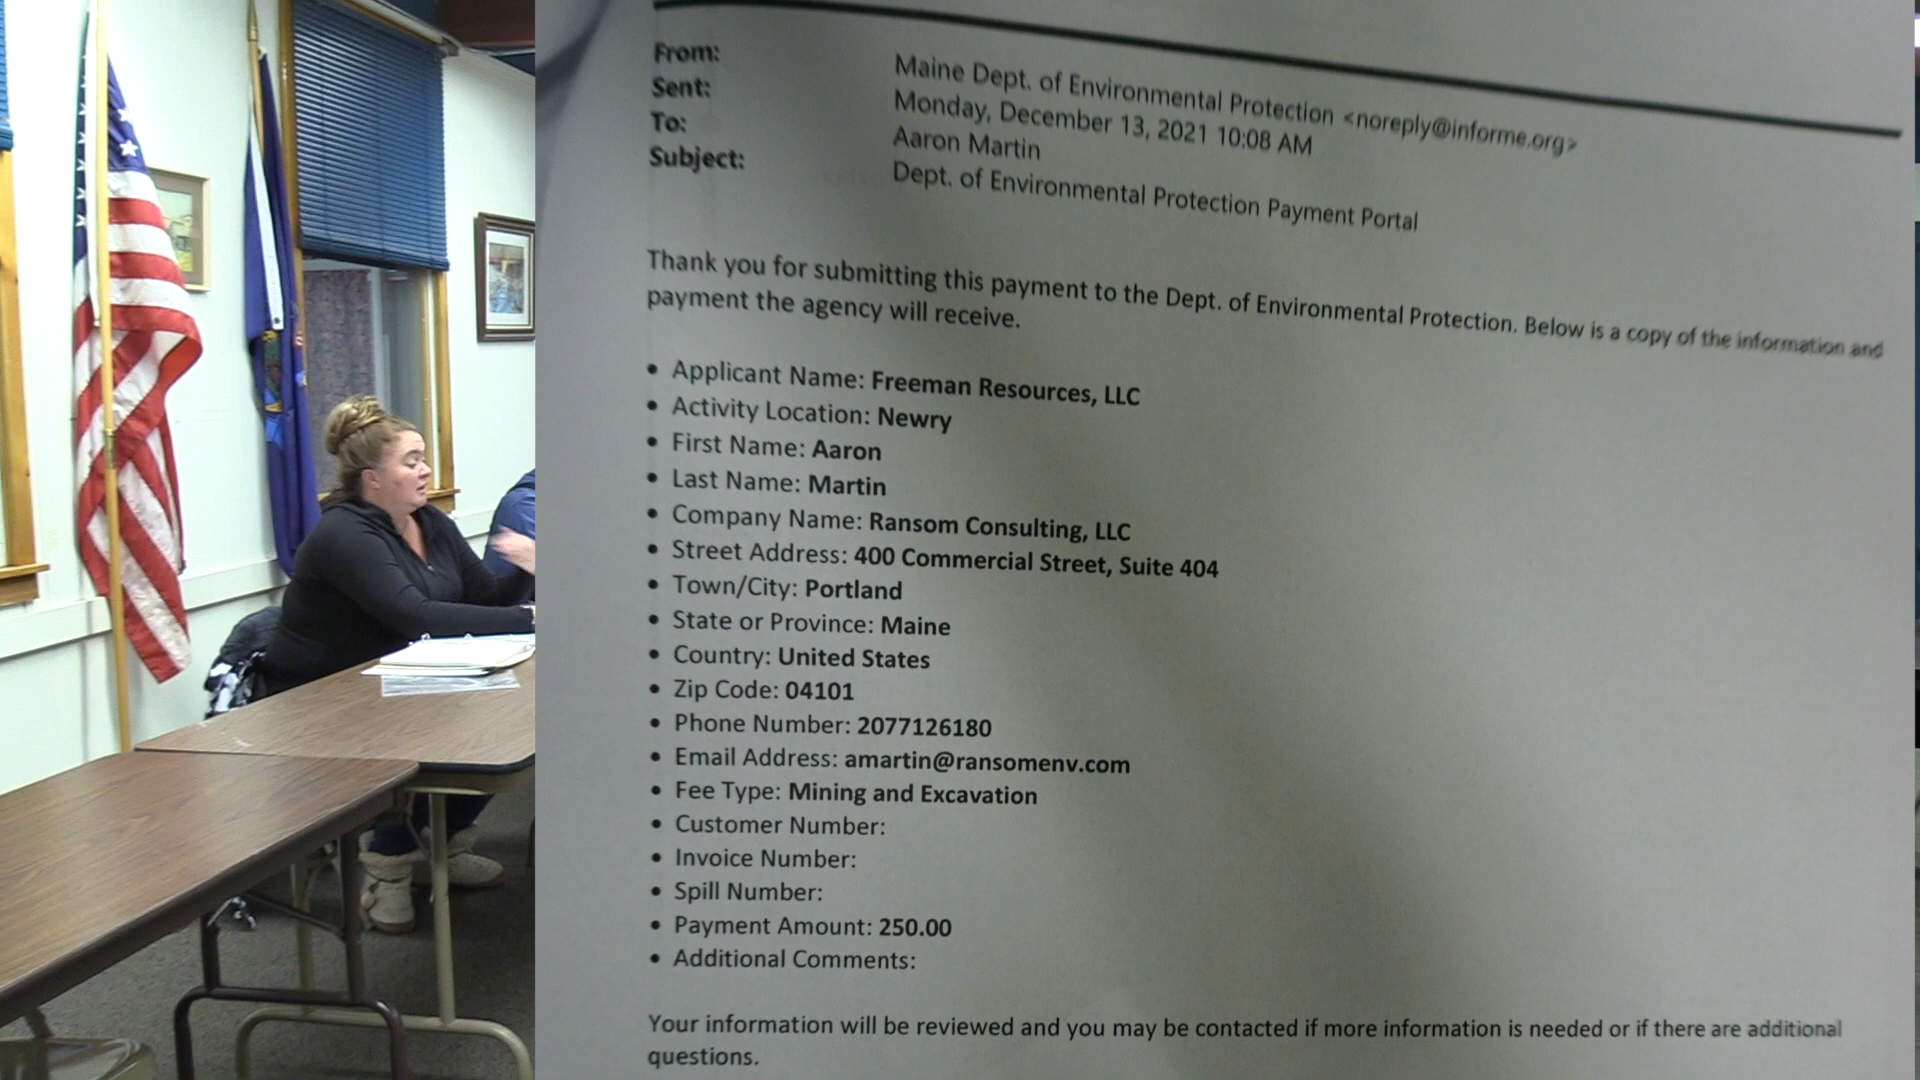 From: Maine Dept. of Environmental Protection <noreply@informe.org>
Sent: Monday, December 13, 2021 10:08 AM
To: Aaron Martin
Subject: Dept. of Environmental Protection Payment Portal
Thank you for submitting this payment to the Dept. of Environmental Protection. Below is a copy of the information and
payment the agency will receive.
• Applicant Name: Freeman Resources, LLC
• Activity Location: Newry
• First Name: Aaron
• Last Name: Martin
• Company Name: Ransom Consulting, LLC
• Street Address: 400 Commercial Street, Suite 404
• Town/City: Portland
• State or Province: Maine
• Country: United States
• Zip Code: 04101
• Phone Number: 2077126180
• Email Address: amartin@ransomenv.com
• Fee Type: Mining and Excavation
• Customer Number:
• Invoice Number:
• Spill Number:
• Payment Amount: 250.00
• Additional Comments:
Your information will be reviewed and you may be contacted if more information is needed or if there are additional
questions.